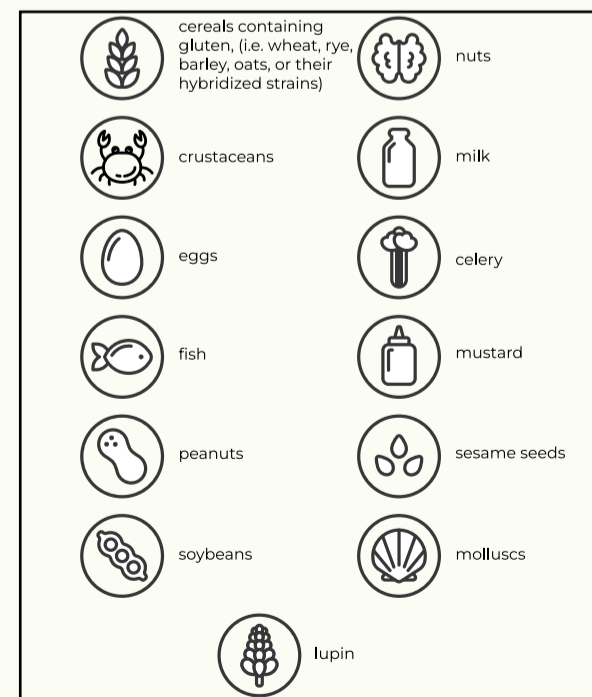 cereals containing
gluten, (i.e. wheat, rye,
barley, oats, or their
hybridized strains)
nuts
crustaceans
milk
eggs
celery
fish
mustard
peanuts
sesame seeds
soybeans
molluscs
lupin